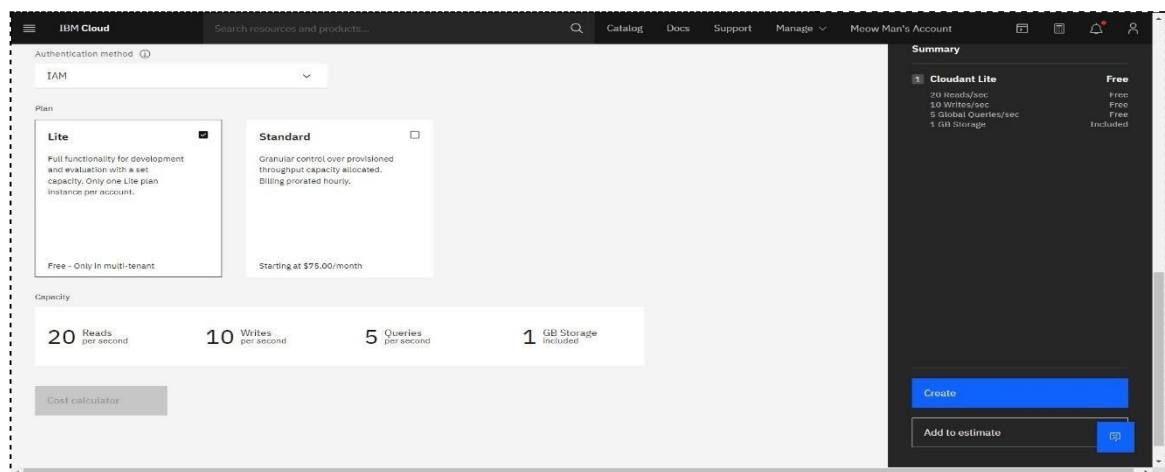 IBM Cloud
Search resources and products...
Catalog
Docs
Support
Manage
Meow Man's Account
Authentication method
IAM
Plan
Lite
Full functionality for development
and evaluation with a set
capacity. Only one Lite plan
instance per account.
Free - Only in multi-tenant
Standard
Granular control over provisioned
throughput capacity allocated.
Billing prorated hourly.
Starting at $75.00/month
Capacity
20 Reads
per second
10 Writes
per second
5 Queries
per second
1 GB Storage
included
Cost calculator
Summary
1 Cloudant Lite Free
20 Reads/sec Free
10 Writes/sec Free
5 Global Queries/sec Free
1 GB Storage Included
Create
Add to estimate